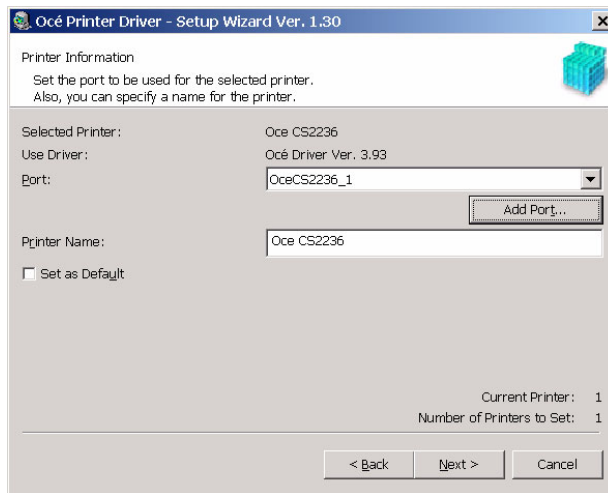 Océ Printer Driver - Setup Wizard Ver. 1.30
Printer Information
Set the port to be used for the selected printer.
Also, you can specify a name for the printer.
Selected Printer: Oce CS2236
Use Driver: Océ Driver Ver. 3.93
Port: OceCS2236_1
Add Port...
Printer Name: Oce CS2236
Set as Default
Current Printer: 1
Number of Printers to Set: 1
< Back Next > Cancel